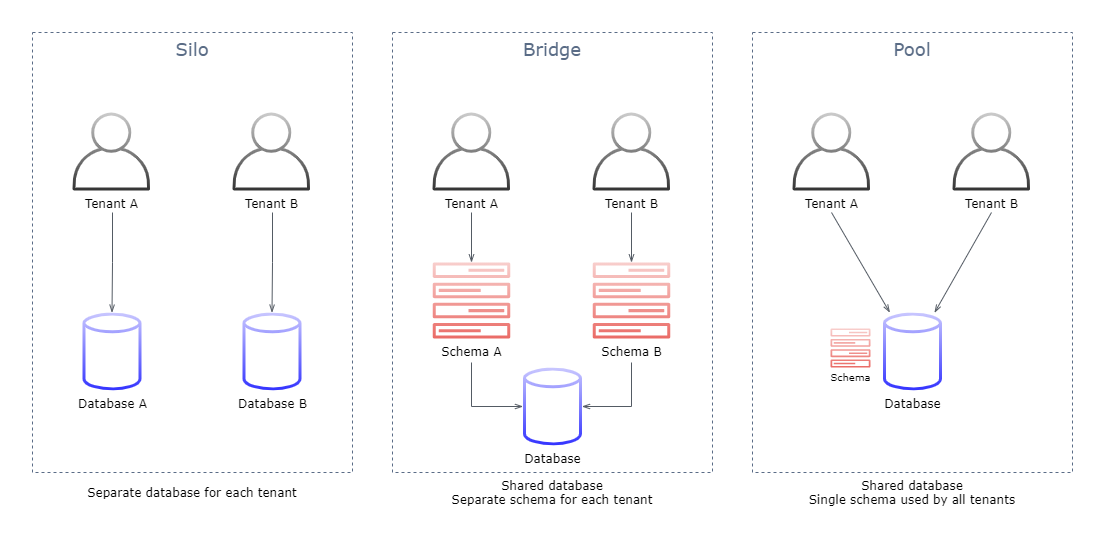 Silo
Tenant A
Tenant B
Database A
Database B
Separate database for each tenant
Bridge
Tenant A
Tenant B
Schema A
Schema B
Database
Shared database
Separate schema for each tenant
Pool
Tenant A
Tenant B
Schema
Database
Shared database
Single schema used by all tenants